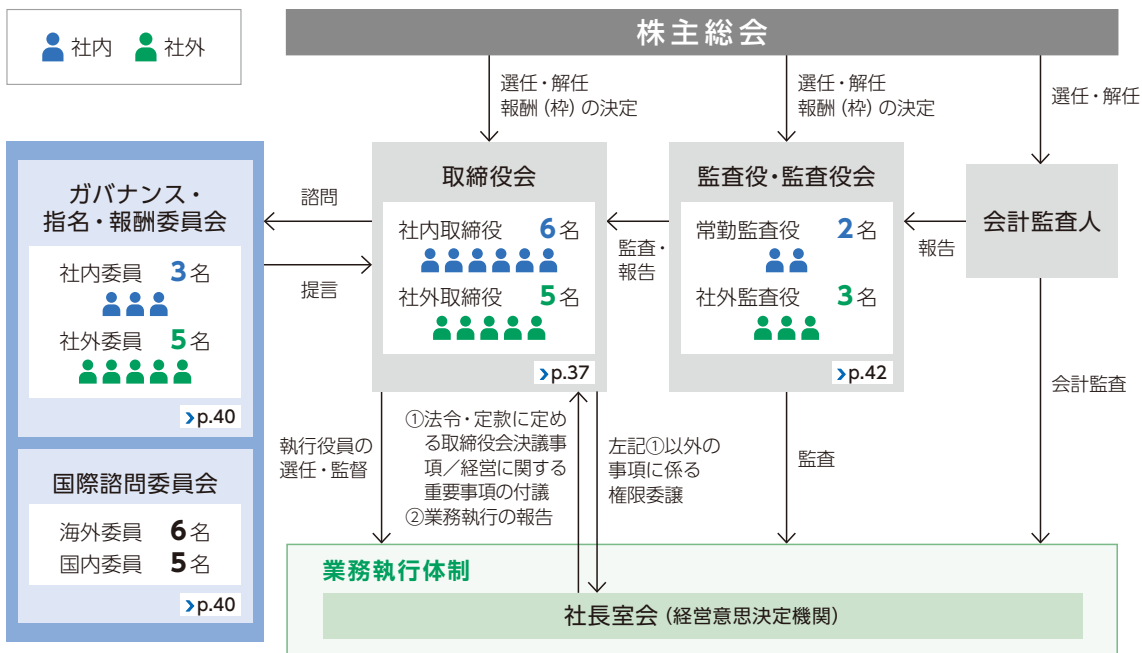 社内 社外
株主総会
選任・解任
報酬（枠）の決定
選任・解任
報酬（枠）の決定
選任・解任
ガバナンス・
指名・報酬委員会
社内委員 3名
社外委員 5名
›p.40
諮問
提言
取締役会
社内取締役 6名
社外取締役 5名
›p.37
監査・
報告
監査役・監査役会
常勤監査役 2名
社外監査役 3名
›p.42
報告
会計監査人
国際諮問委員会
海外委員 6名
国内委員 5名
›p.40
執行役員の
選任・監督
①法令・定款に定め
る取締役会決議事
項／経営に関する
重要事項の付議
②業務執行の報告
左記①以外の
事項に係る
権限委譲
監査
会計監査
業務執行体制
社長室会（経営意思決定機関）